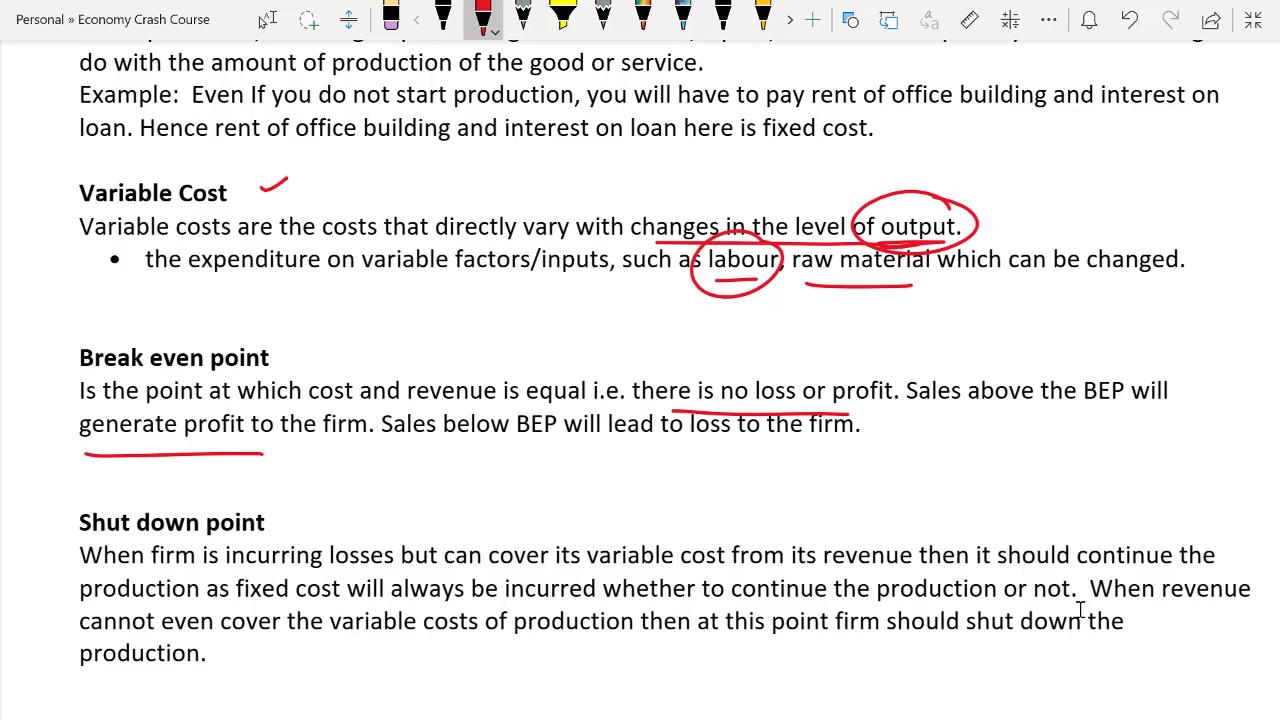 Personal » Economy Crash Course
do with the amount of production of the good or service.
Example:  Even If you do not start production, you will have to pay rent of office building and interest on
loan. Hence rent of office building and interest on loan here is fixed cost.
Variable Cost
Variable costs are the costs that directly vary with changes in the level of output.
• the expenditure on variable factors/inputs, such as labour, raw material which can be changed.
Break even point
Is the point at which cost and revenue is equal i.e. there is no loss or profit. Sales above the BEP will
generate profit to the firm. Sales below BEP will lead to loss to the firm.
Shut down point
When firm is incurring losses but can cover its variable cost from its revenue then it should continue the
production as fixed cost will always be incurred whether to continue the production or not.  When revenue
cannot even cover the variable costs of production then at this point firm should shut down the
production.